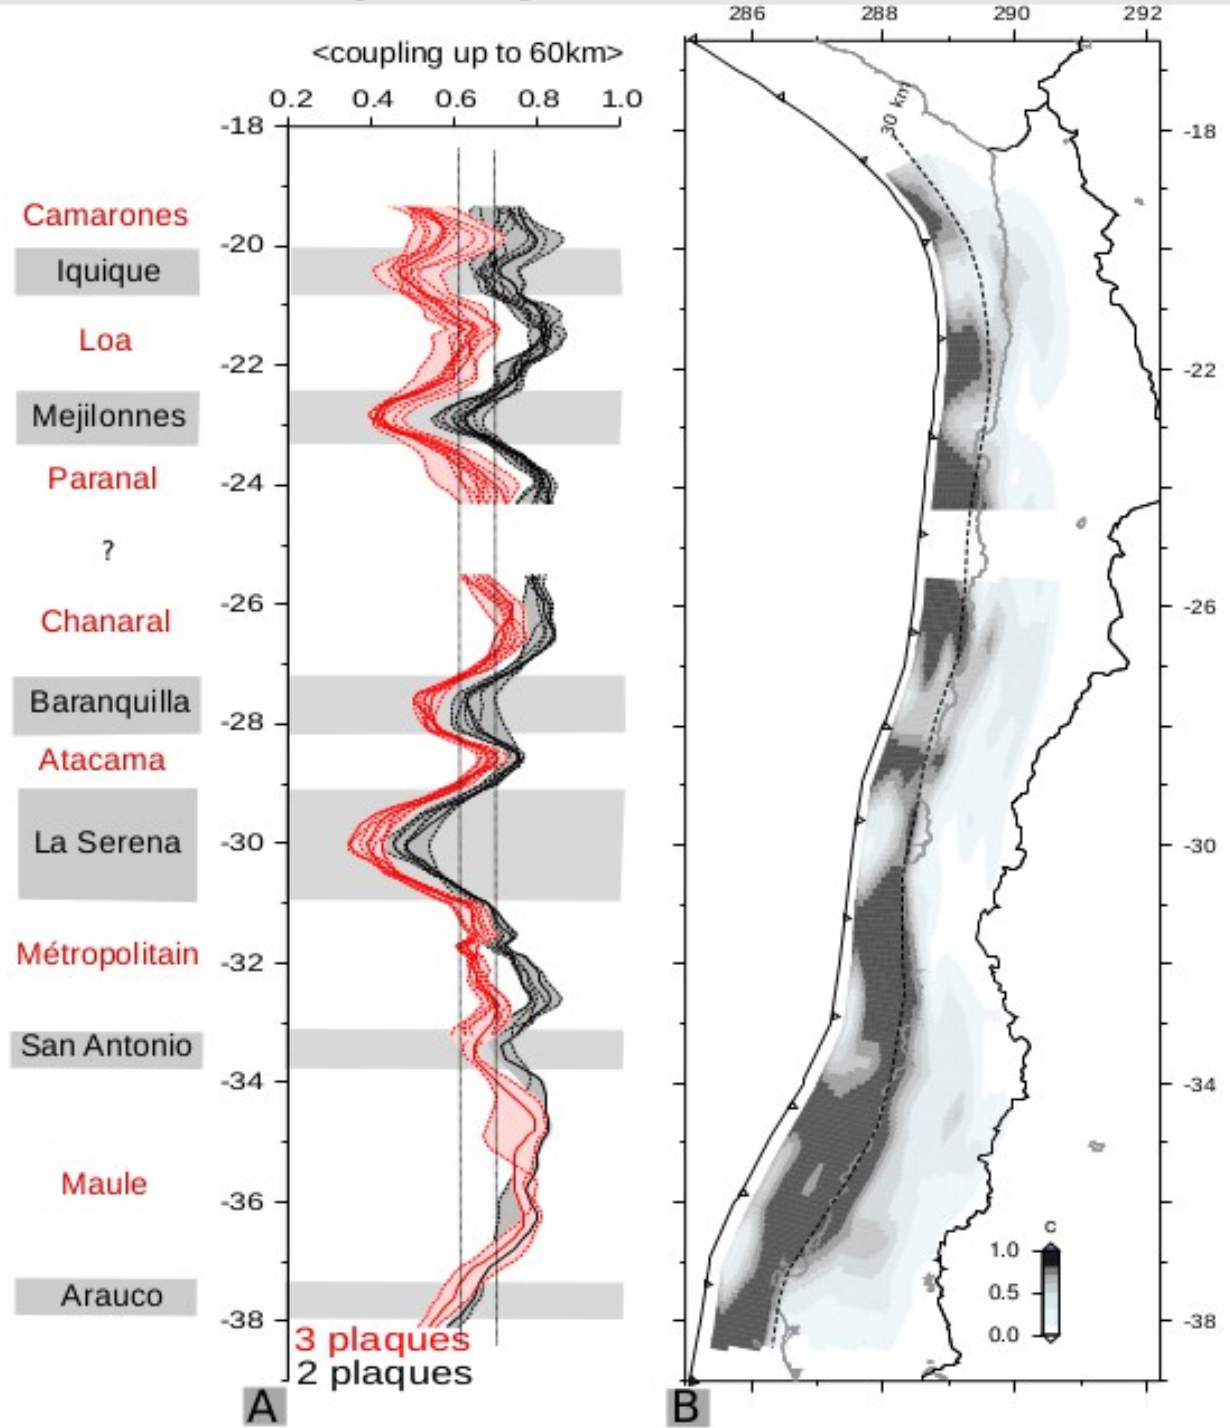 <coupling up to 60km>
0.2 0.4 0.6 0.8 1.0
-18
Camarones
-20
Iquique
Loa
-22
Mejilonnes
Paranal
-24
?
-26
Chanaral
Baranquilla
-28
Atacama
La Serena
-30
Métropolitain
-32
San Antonio
-34
Maule
-36
Arauco
-38
3 plaques
2 plaques
A
286 288 290 292
30 km
-18
-22
-26
-30
-34
-38
C
1.0
0.5
0.0
B